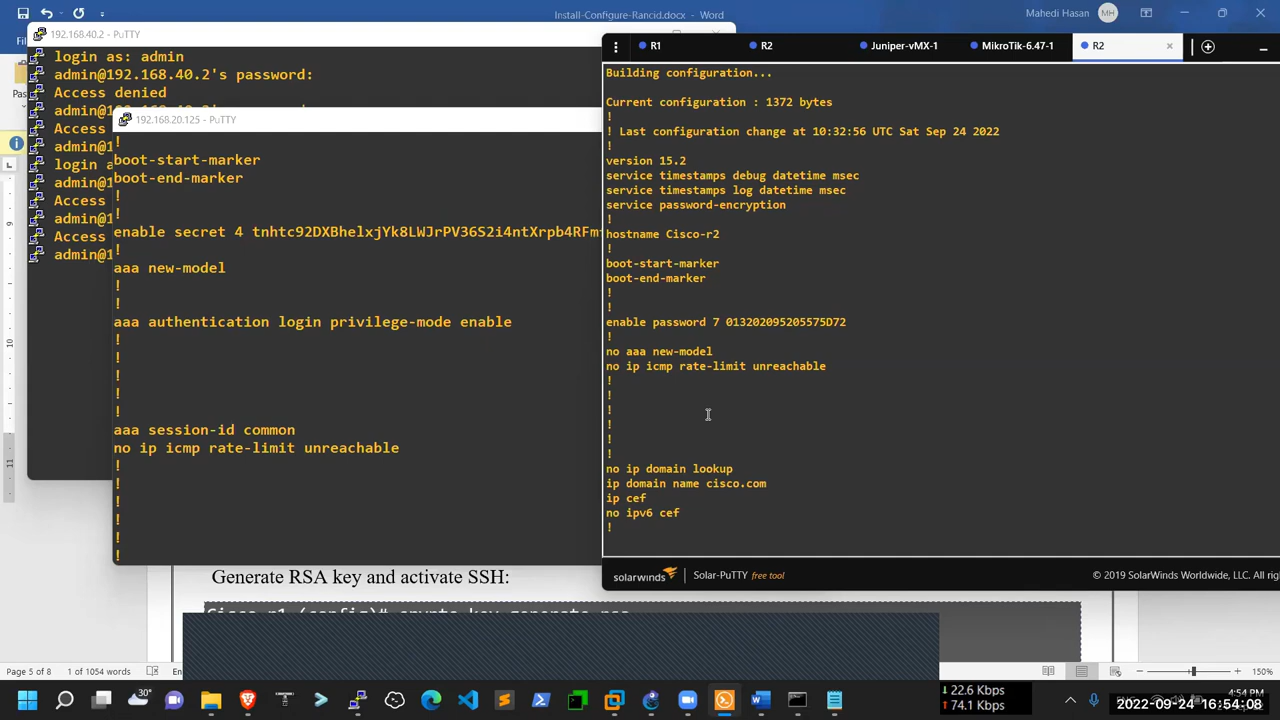 Install-Configure-Rancid.docx - Word
Mahedi Hasan
192.168.40.2 - PuTTY
login as: admin
admin@192.168.40.2's password:
Access denied
Access
login
Access
Access
192.168.20.125 - PuTTY
!
boot-start-marker
boot-end-marker
!
!
enable secret 4
!
aaa new-model
!
!
aaa authentication login privilege-mode enable
!
!
!
!
!
aaa session-id common
no ip icmp rate-limit unreachable
!
!
!
!
!
!
R1
R2
Juniper-vMX-1
MikroTik-6.47-1
R2
Building configuration...
Current configuration : 1372 bytes
!
! Last configuration change at 10:32:56 UTC Sat Sep 24 2022
!
version 15.2
service timestamps debug datetime msec
service timestamps log datetime msec
service password-encryption
!
hostname Cisco-r2
!
boot-start-marker
boot-end-marker
!
!
enable password 7 013202095205575D72
!
no aaa new-model
no ip icmp rate-limit unreachable
!
!
!
!
!
!
no ip domain lookup
ip domain name cisco.com
ip cef
no ipv6 cef
!
solarwinds Solar-PuTTY free tool
© 2019 SolarWinds Worldwide, LLC. All
9
10
11
Generate RSA key and activate SSH:
Page 5 of 8 1 of 1054 words
150%
30°
22.6 Kbps
74.1 Kbps
4:54 PM
2022-09-24 16:54:08